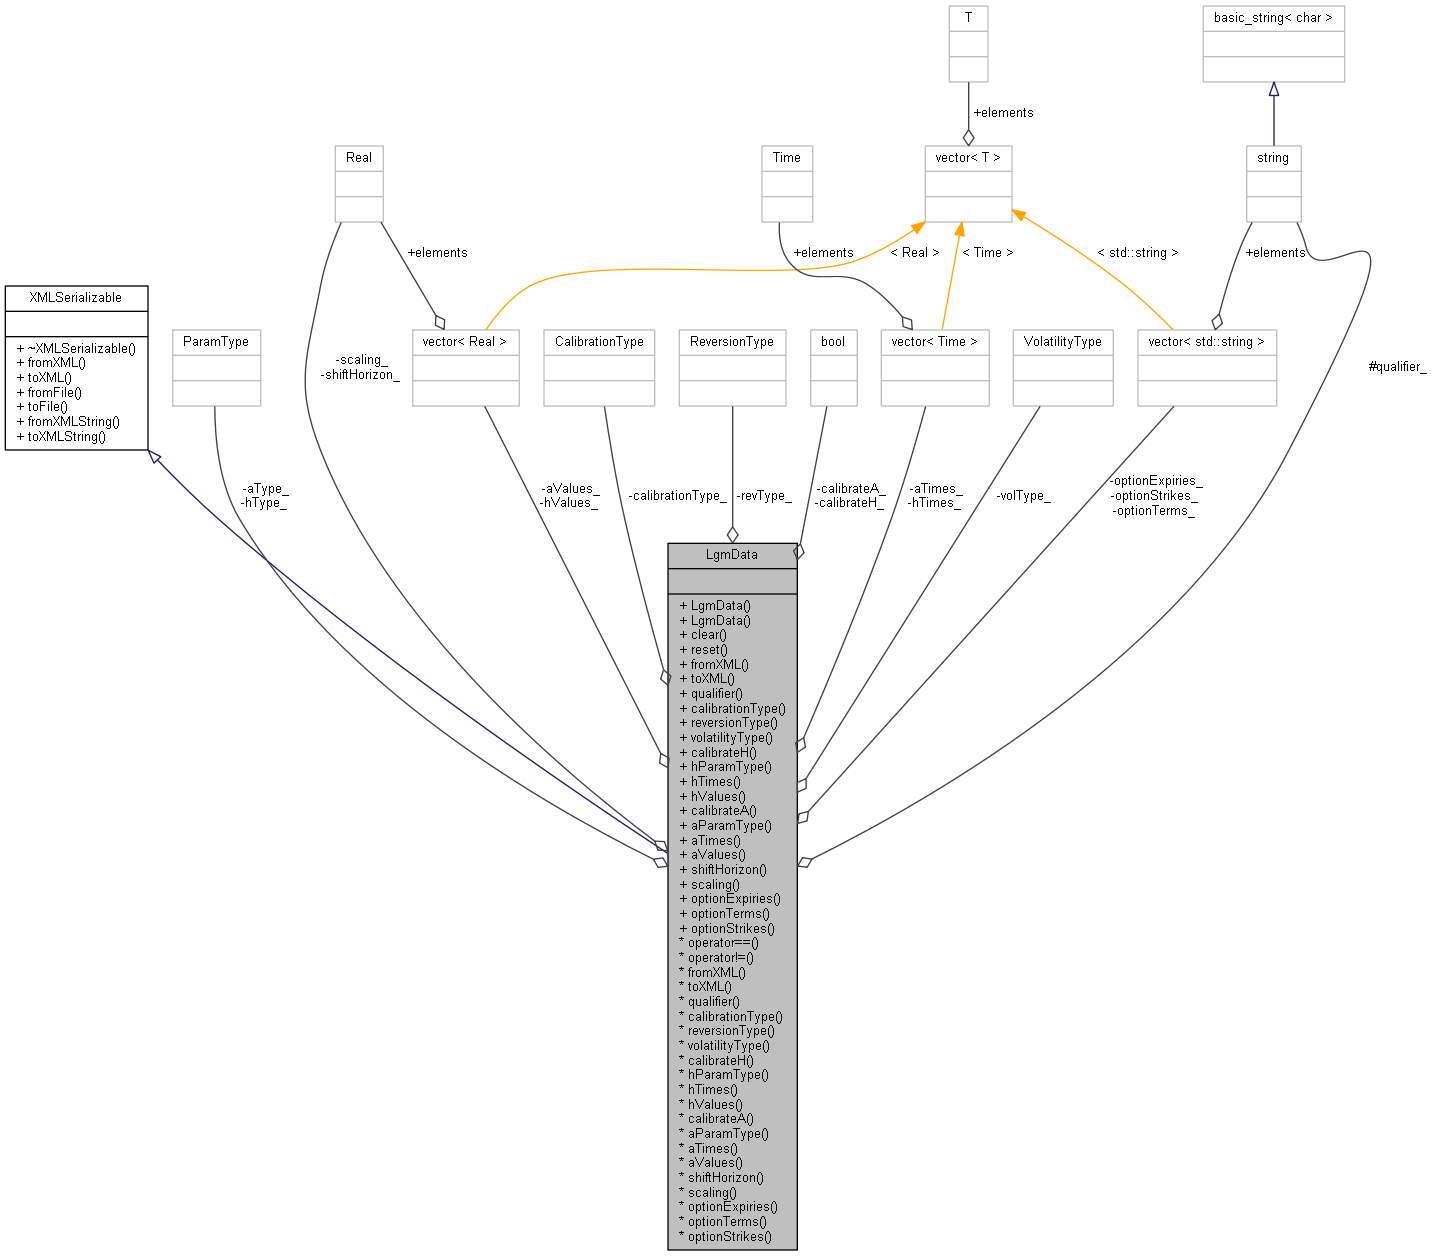 T
basic_string< char >
+elements
Real
Time
vector< T >
string
+elements
+elements
< Real >
< Time >
< std::string >
+elements
XMLSerializable
+ ~XMLSerializable()
+ fromXML()
+ toXML()
+ fromFile()
+ toFile()
+ fromXMLString()
+ toXMLString()
ParamType
vector< Real >
CalibrationType
ReversionType
bool
vector< Time >
VolatilityType
vector< std::string >
-scaling_
-shiftHorizon_
#qualifier_
-aType_
-hType_
-aValues_
-hValues_
-calibrationType_
-revType_
-calibrateA_
-calibrateH_
-aTimes_
-hTimes_
-volType_
-optionExpiries_
-optionStrikes_
-optionTerms_
LgmData
+ LgmData()
+ LgmData()
+ clear()
+ reset()
+ fromXML()
+ toXML()
+ qualifier()
+ calibrationType()
+ reversionType()
+ volatilityType()
+ calibrateH()
+ hParamType()
+ hTimes()
+ hValues()
+ calibrateA()
+ aParamType()
+ aTimes()
+ aValues()
+ shiftHorizon()
+ scaling()
+ optionExpiries()
+ optionTerms()
+ optionStrikes()
* operator==()
* operator!=()
* fromXML()
* toXML()
* qualifier()
* calibrationType()
* reversionType()
* volatilityType()
* calibrateH()
* hParamType()
* hTimes()
* hValues()
* calibrateA()
* aParamType()
* aTimes()
* aValues()
* shiftHorizon()
* scaling()
* optionExpiries()
* optionTerms()
* optionStrikes()